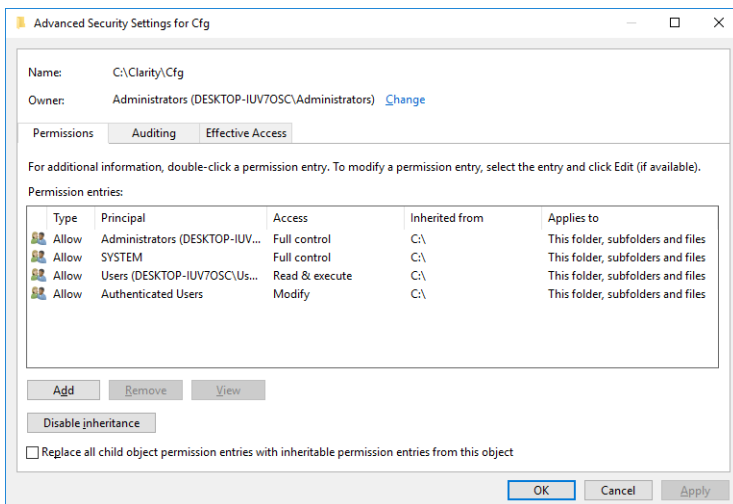 Advanced Security Settings for Cfg
Name: C:\Clarity\Cfg
Owner: Administrators (DESKTOP-IUV7OSC\Administrators) Change
Permissions Auditing Effective Access
For additional information, double-click a permission entry. To modify a permission entry, select the entry and click Edit (if available).
Permission entries:
Type Principal Access Inherited from Applies to
Allow Administrators (DESKTOP-IUV... Full control C:\ This folder, subfolders and files
Allow SYSTEM Full control C:\ This folder, subfolders and files
Allow Users (DESKTOP-IUV7OSC\Us... Read & execute C:\ This folder, subfolders and files
Allow Authenticated Users Modify C:\ This folder, subfolders and files
Add Remove View
Disable inheritance
Replace all child object permission entries with inheritable permission entries from this object
OK Cancel Apply